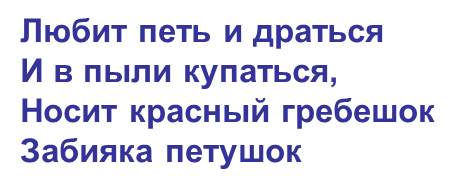 Любит петь и драться
И в пыли купаться,
Носит красный гребешок
Забияка петушок